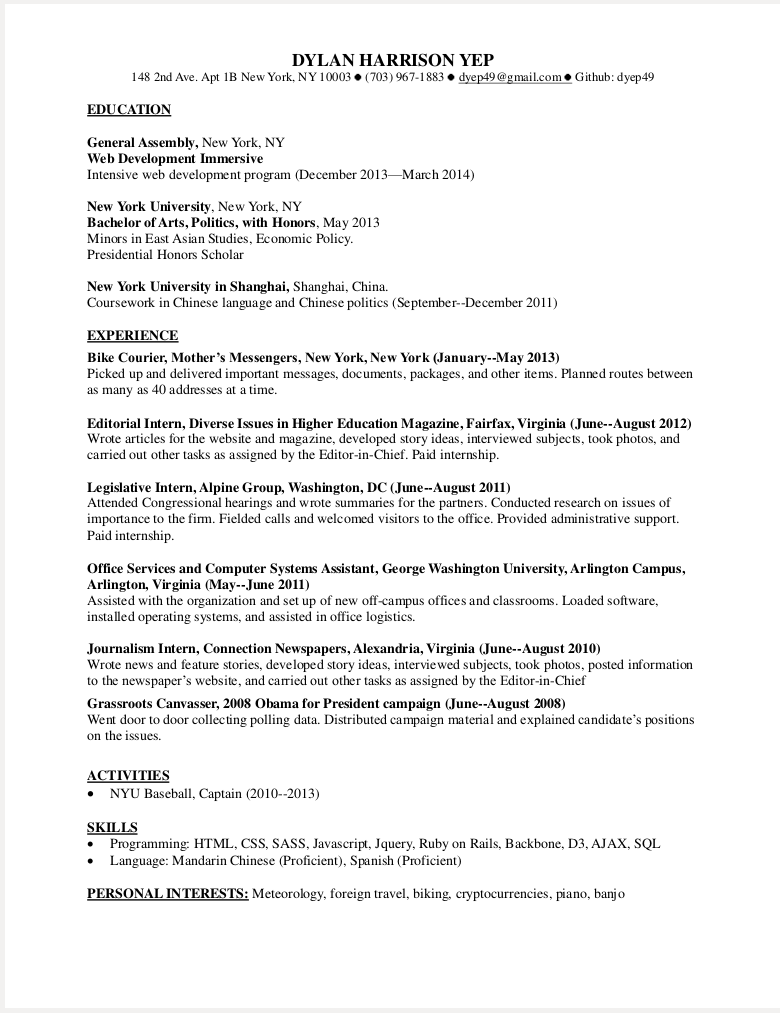 DYLAN HARRISON YEP
148 2nd Ave. Apt 1B New York, NY 10003 ● (703) 967-1883 ● dyep49@gmail.com ● Github: dyep49
EDUCATION
General Assembly, New York, NY
Web Development Immersive
Intensive web development program (December 2013—March 2014)
New York University, New York, NY
Bachelor of Arts, Politics, with Honors, May 2013
Minors in East Asian Studies, Economic Policy.
Presidential Honors Scholar
New York University in Shanghai, Shanghai, China.
Coursework in Chinese language and Chinese politics (September--December 2011)
EXPERIENCE
Bike Courier, Mother's Messengers, New York, New York (January--May 2013)
Picked up and delivered important messages, documents, packages, and other items. Planned routes between
as many as 40 addresses at a time.
Editorial Intern, Diverse Issues in Higher Education Magazine, Fairfax, Virginia (June--August 2012)
Wrote articles for the website and magazine, developed story ideas, interviewed subjects, took photos, and
carried out other tasks as assigned by the Editor-in-Chief. Paid internship.
Legislative Intern, Alpine Group, Washington, DC (June--August 2011)
Attended Congressional hearings and wrote summaries for the partners. Conducted research on issues of
importance to the firm. Fielded calls and welcomed visitors to the office. Provided administrative support.
Paid internship.
Office Services and Computer Systems Assistant, George Washington University, Arlington Campus,
Arlington, Virginia (May--June 2011)
Assisted with the organization and set up of new off-campus offices and classrooms. Loaded software,
installed operating systems, and assisted in office logistics.
Journalism Intern, Connection Newspapers, Alexandria, Virginia (June--August 2010)
Wrote news and feature stories, developed story ideas, interviewed subjects, took photos, posted information
to the newspaper's website, and carried out other tasks as assigned by the Editor-in-Chief
Grassroots Canvasser, 2008 Obama for President campaign (June--August 2008)
Went door to door collecting polling data. Distributed campaign material and explained candidate's positions
on the issues.
ACTIVITIES
• NYU Baseball, Captain (2010--2013)
SKILLS
• Programming: HTML, CSS, SASS, Javascript, Jquery, Ruby on Rails, Backbone, D3, AJAX, SQL
• Language: Mandarin Chinese (Proficient), Spanish (Proficient)
PERSONAL INTERESTS: Meteorology, foreign travel, biking, cryptocurrencies, piano, banjo